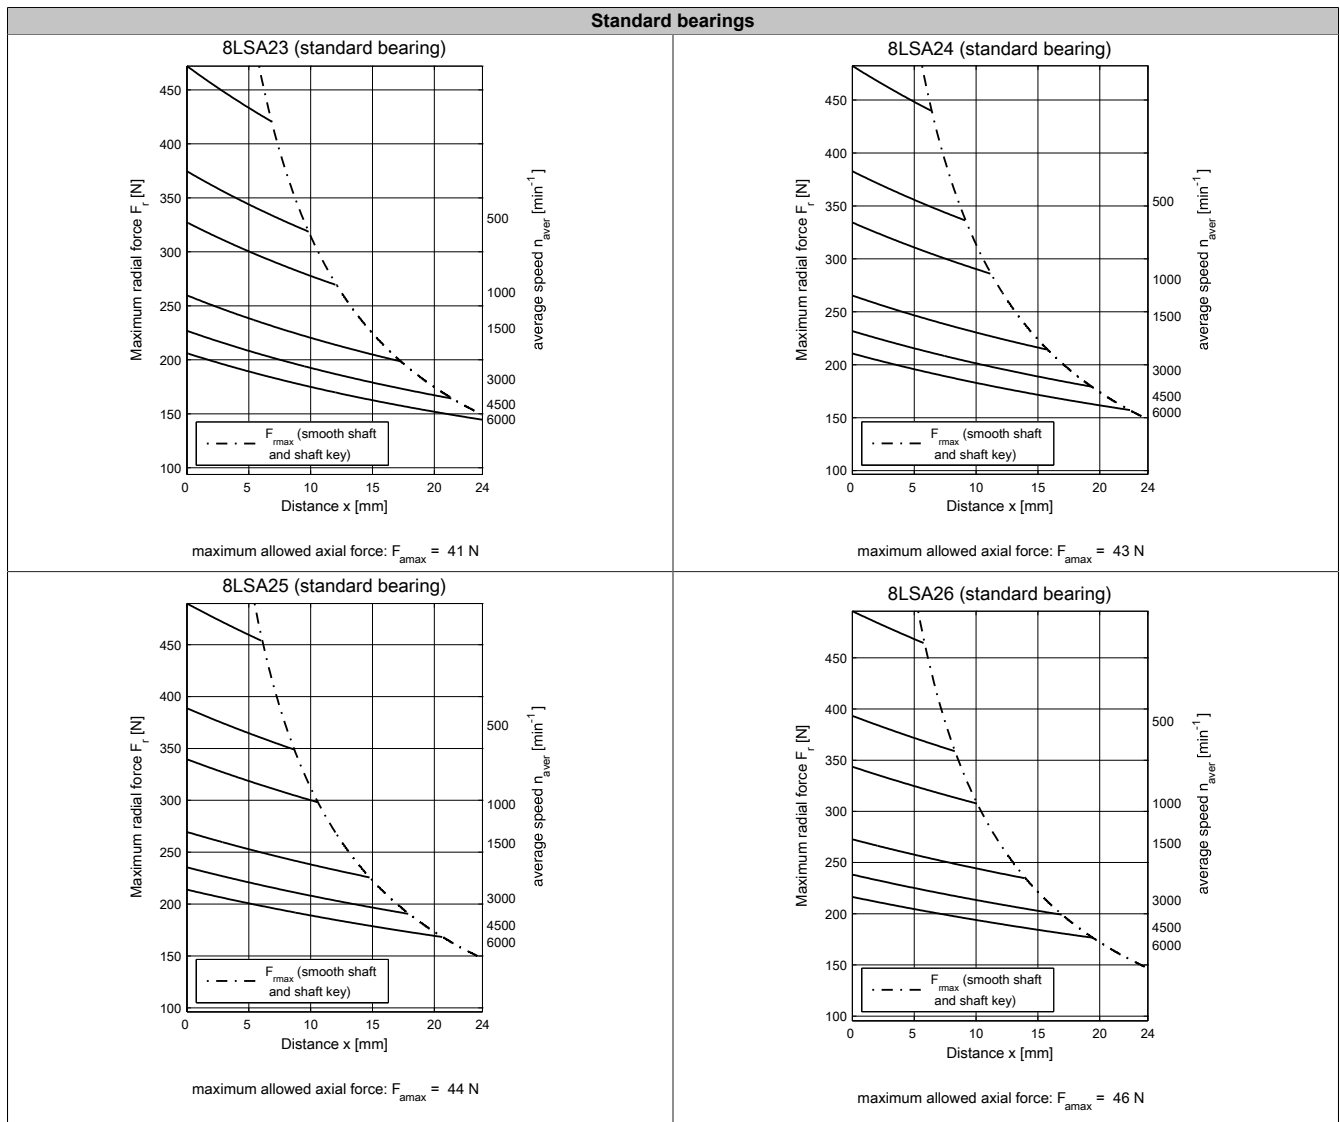 Standard bearings
8LSA23 (standard bearing)
Maximum radial force F_r [N]
450
400
350
300
250
200
150
100
0 5 10 15 20 24
Distance x [mm]
500
1000
1500
3000
4500
6000
average speed n_aver [min^-1]
F_rmax (smooth shaft
and shaft key)
maximum allowed axial force: F_amax = 41 N
8LSA24 (standard bearing)
Maximum radial force F_r [N]
450
400
350
300
250
200
150
100
0 5 10 15 20 24
Distance x [mm]
500
1000
1500
3000
4500
6000
average speed n_aver [min^-1]
F_rmax (smooth shaft
and shaft key)
maximum allowed axial force: F_amax = 43 N
8LSA25 (standard bearing)
Maximum radial force F_r [N]
450
400
350
300
250
200
150
100
0 5 10 15 20 24
Distance x [mm]
500
1000
1500
3000
4500
6000
average speed n_aver [min^-1]
F_rmax (smooth shaft
and shaft key)
maximum allowed axial force: F_amax = 44 N
8LSA26 (standard bearing)
Maximum radial force F_r [N]
450
400
350
300
250
200
150
100
0 5 10 15 20 24
Distance x [mm]
500
1000
1500
3000
4500
6000
average speed n_aver [min^-1]
F_rmax (smooth shaft
and shaft key)
maximum allowed axial force: F_amax = 46 N